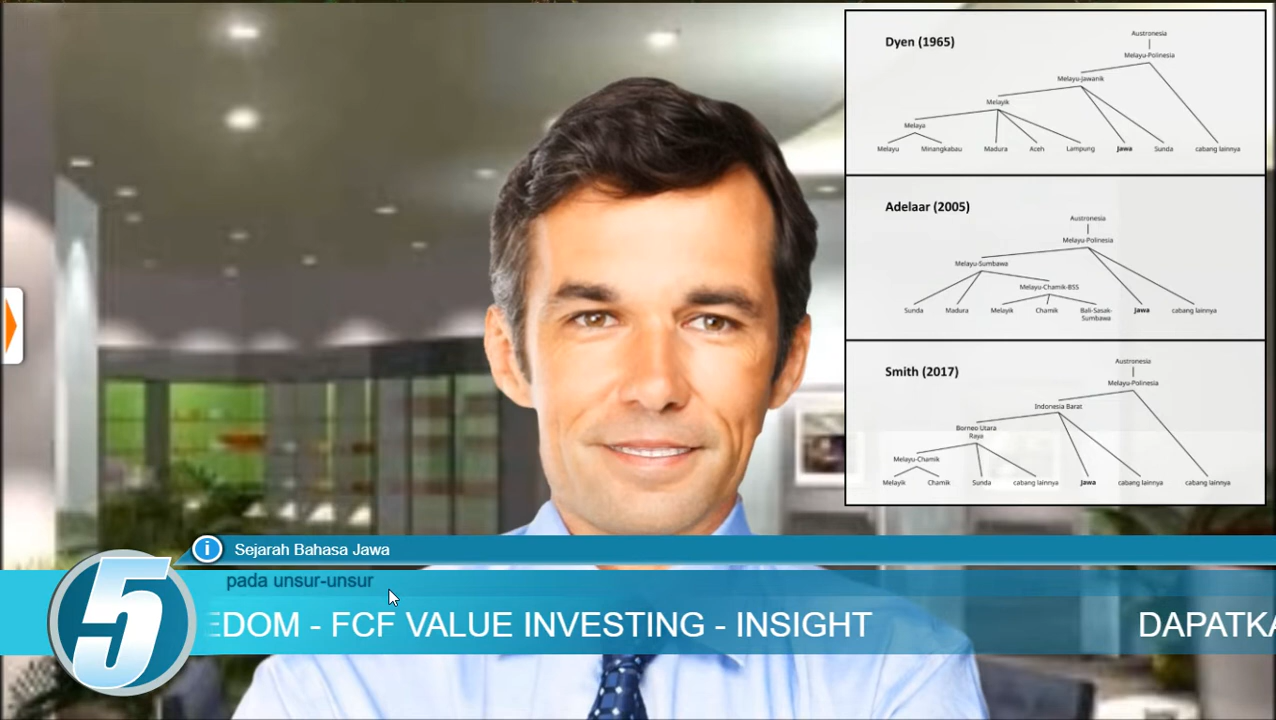 Dyen (1965)
Austronesia
Melayu-Polinesia
Melayu-Jawanik
Melayik
Melaya
Melayu Minangkabau Madura Aceh Lampung Jawa Sunda cabang lainnya
Adelaar (2005)
Austronesia
Melayu-Polinesia
Melayu-Sumbawa
Melayu-Chamik-BSS
Sunda Madura Melayik Chamik Bali-Sasak- Jawa cabang lainnya
Sumbawa
Smith (2017)
Austronesia
Melayu-Polinesia
Indonesia Barat
Borneo Utara
Raya
Melayu-Chamik
Melayik Chamik Sunda cabang lainnya Jawa cabang lainnya cabang lainnya
i Sejarah Bahasa Jawa
pada unsur-unsur
5
EDOM - FCF VALUE INVESTING - INSIGHT DAPATKA